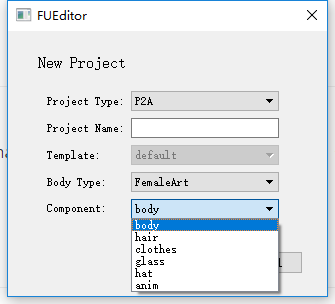 FUEditor
New Project
Project Type: P2A
Project Name:
Template: default
Body Type: FemaleArt
Component: body
body
hair
clothes
glass
hat
anim